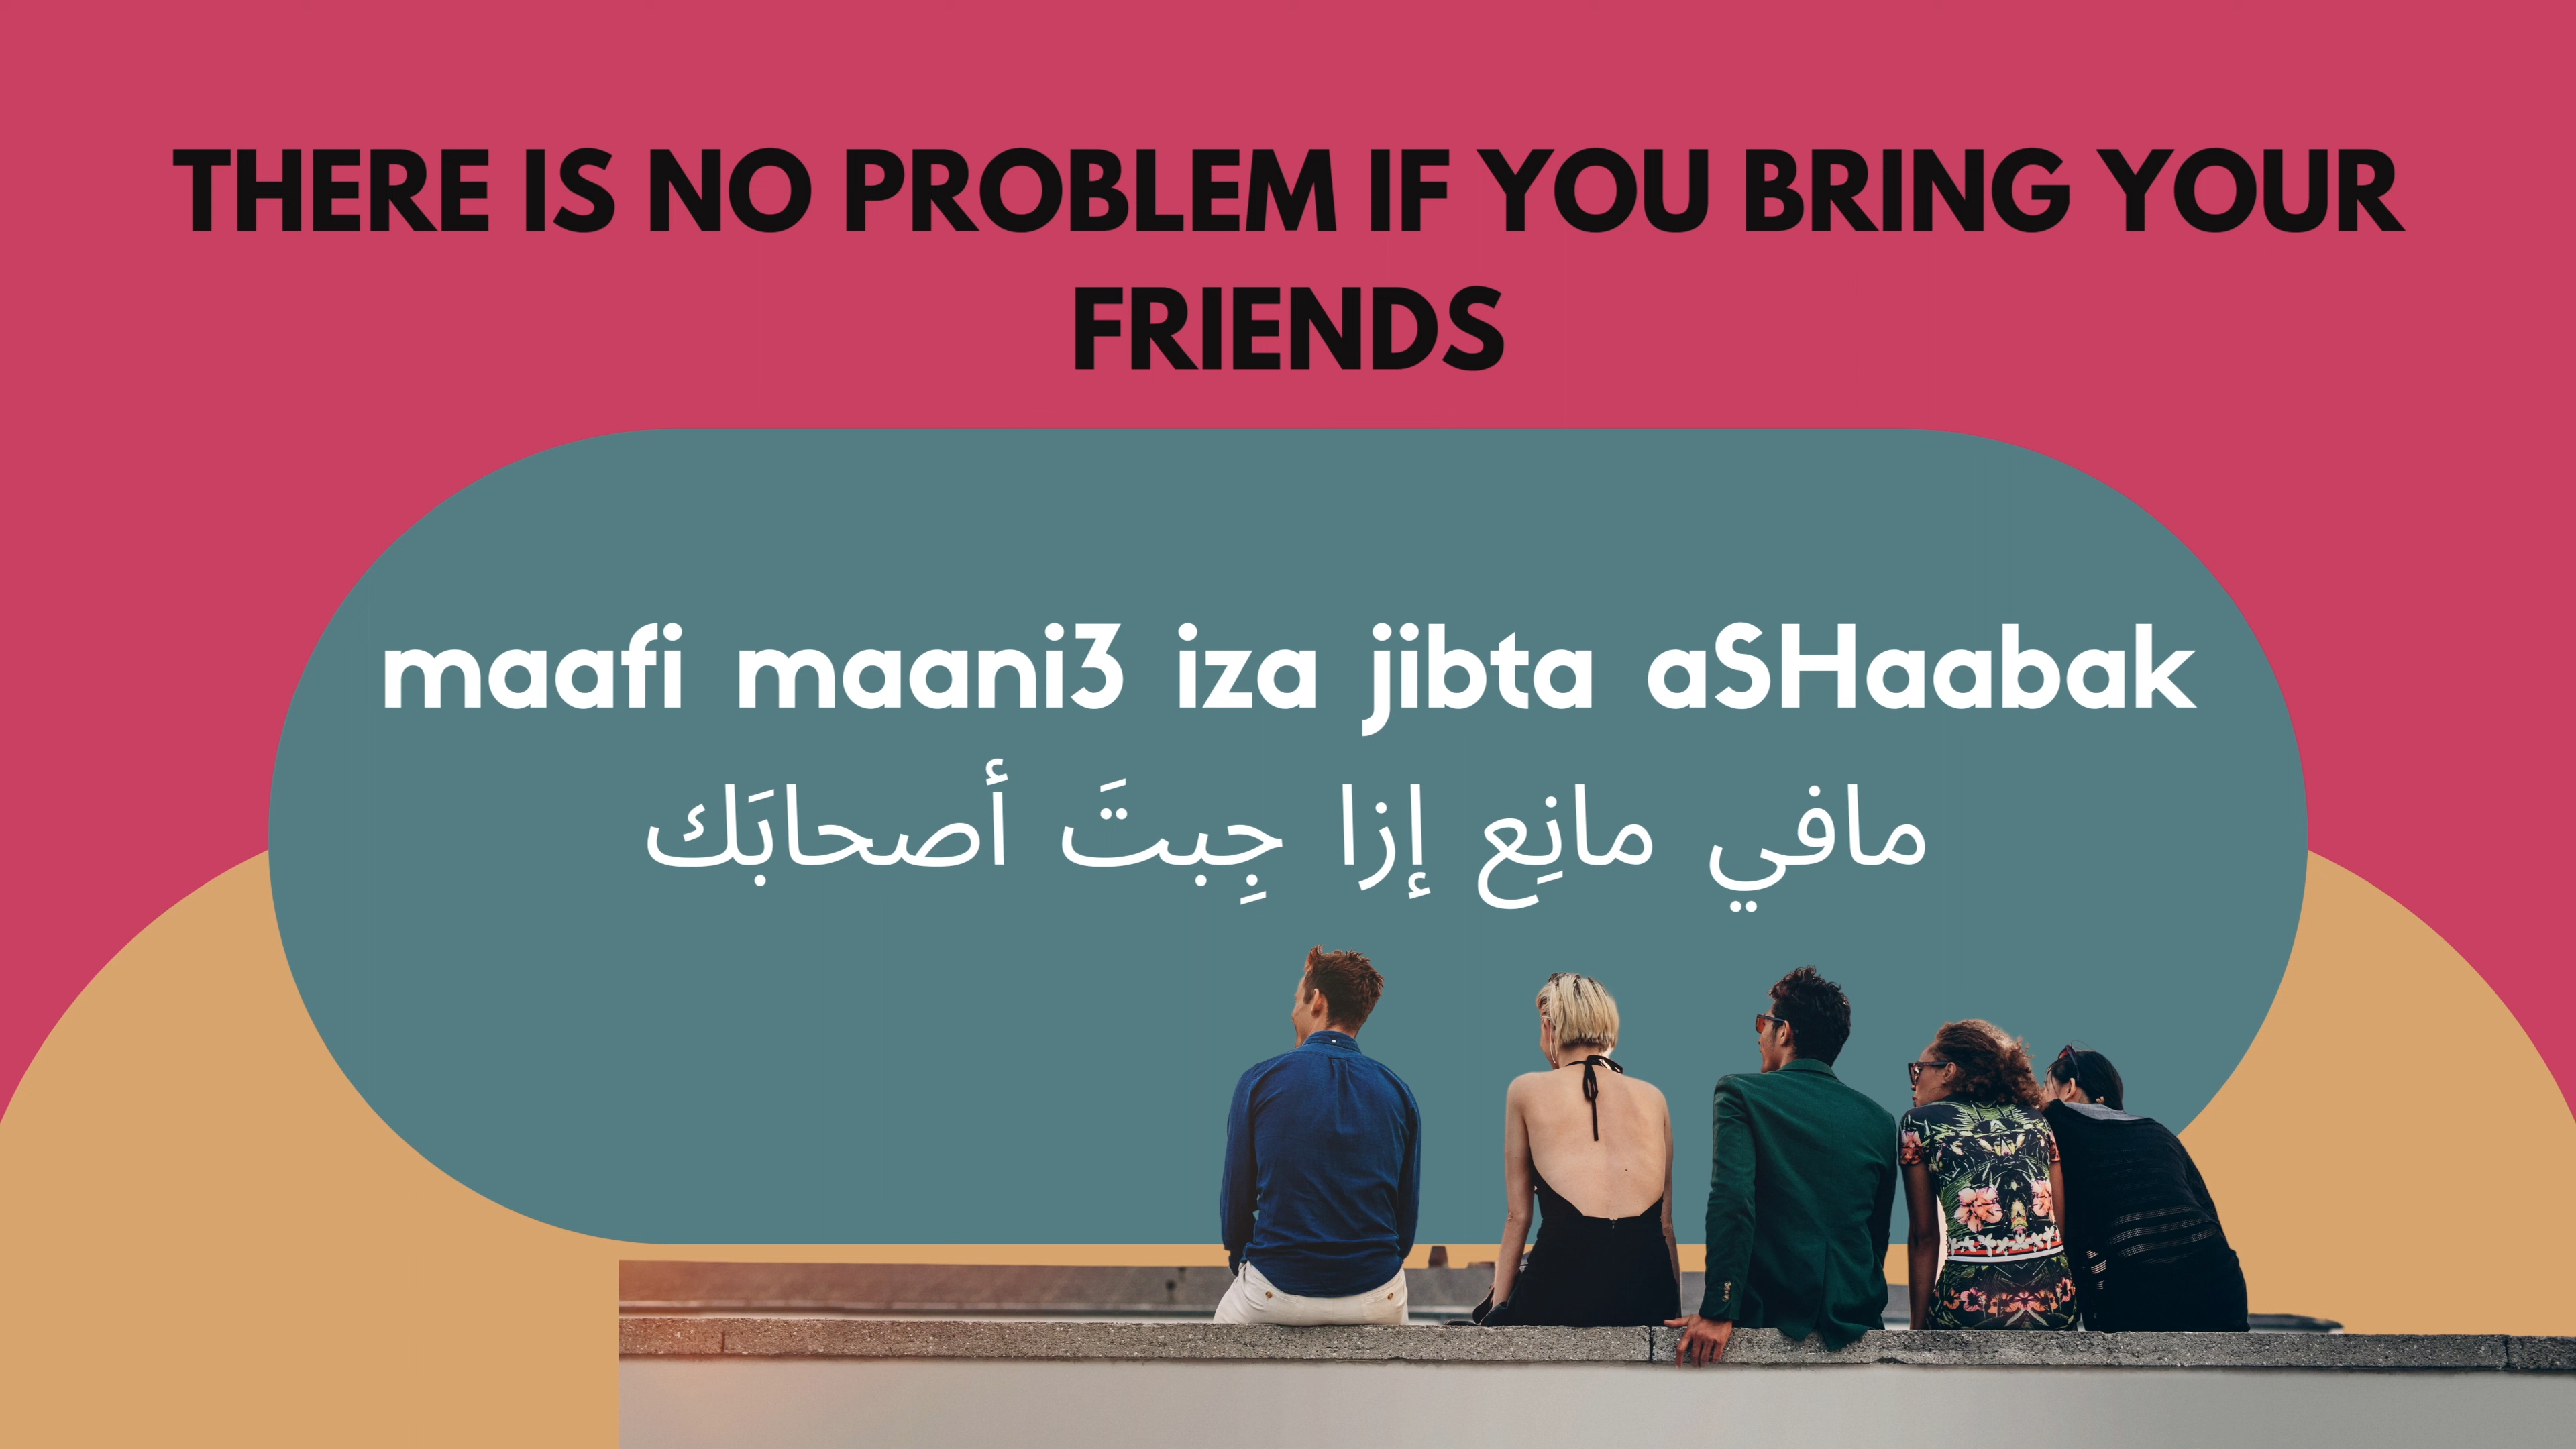 THERE IS NO PROBLEM IF YOU BRING YOUR
FRIENDS
maafi maani3 iza jibta aSHaabak
مافي مانِع إزا جِبتَ أصحابَك